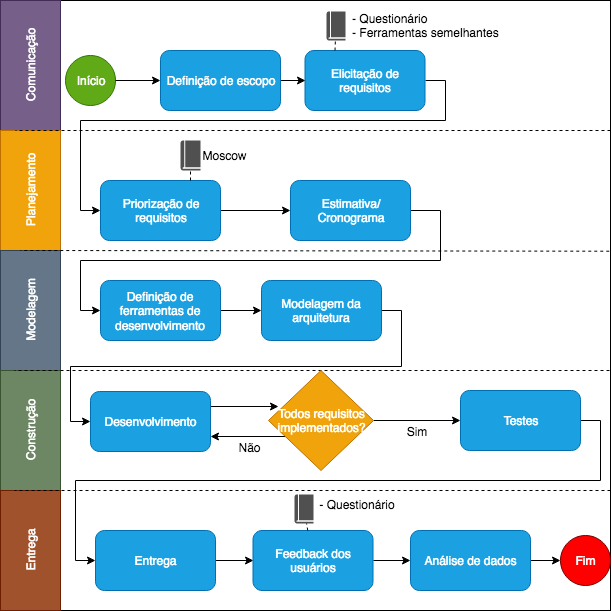 Comunicação
- Questionário
- Ferramentas semelhantes
Início
Definição de escopo
Elicitação de
requisitos
Planejamento
Moscow
Priorização de
requisitos
Estimativa/
Cronograma
Modelagem
Definição de
ferramentas de
desenvolvimento
Modelagem da
arquitetura
Construção
Desenvolvimento
Todos requisitos
implementados?
Não
Sim
Testes
Entrega
- Questionário
Entrega
Feedback dos
usuários
Análise de dados
Fim